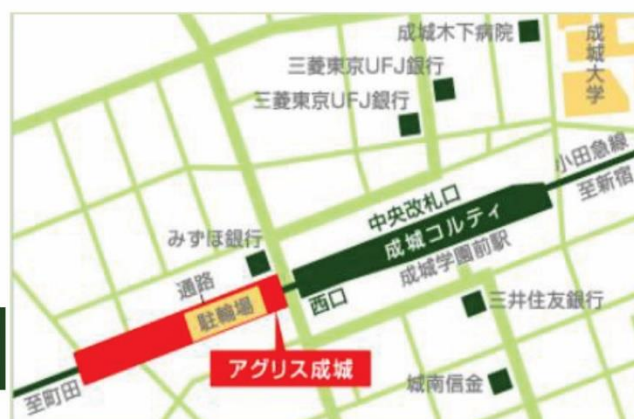 成城木下病院
成城大学
三菱東京UFJ銀行
三菱東京UFJ銀行
小田急線
至新宿
中央改札口
成城コルティ
成城学園前駅
みずほ銀行
西口
通路
駐輪場
三井住友銀行
アグリス成城
城南信金
至町田